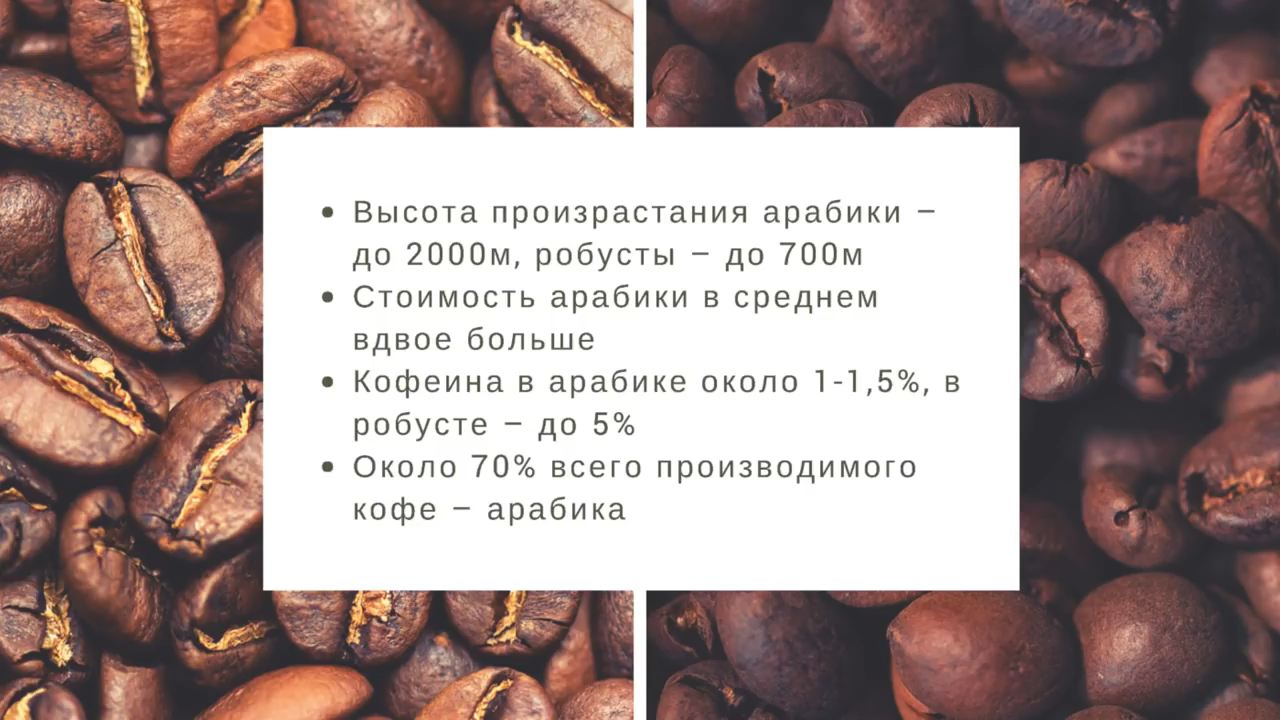 • Высота произрастания арабики –
до 2000м, робусты – до 700м
• Стоимость арабики в среднем
вдвое больше
• Кофеина в арабике около 1-1,5%, в
робусте – до 5%
• Около 70% всего производимого
кофе – арабика